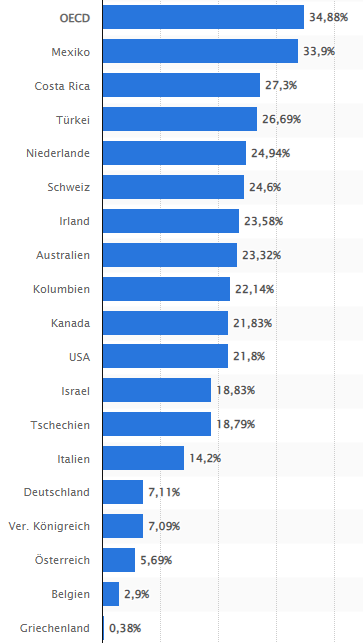 OECD 34,88%
Mexiko 33,9%
Costa Rica 27,3%
Türkei 26,69%
Niederlande 24,94%
Schweiz 24,6%
Irland 23,58%
Australien 23,32%
Kolumbien 22,14%
Kanada 21,83%
USA 21,8%
Israel 18,83%
Tschechien 18,79%
Italien 14,2%
Deutschland 7,11%
Ver. Königreich 7,09%
Österreich 5,69%
Belgien 2,9%
Griechenland 0,38%